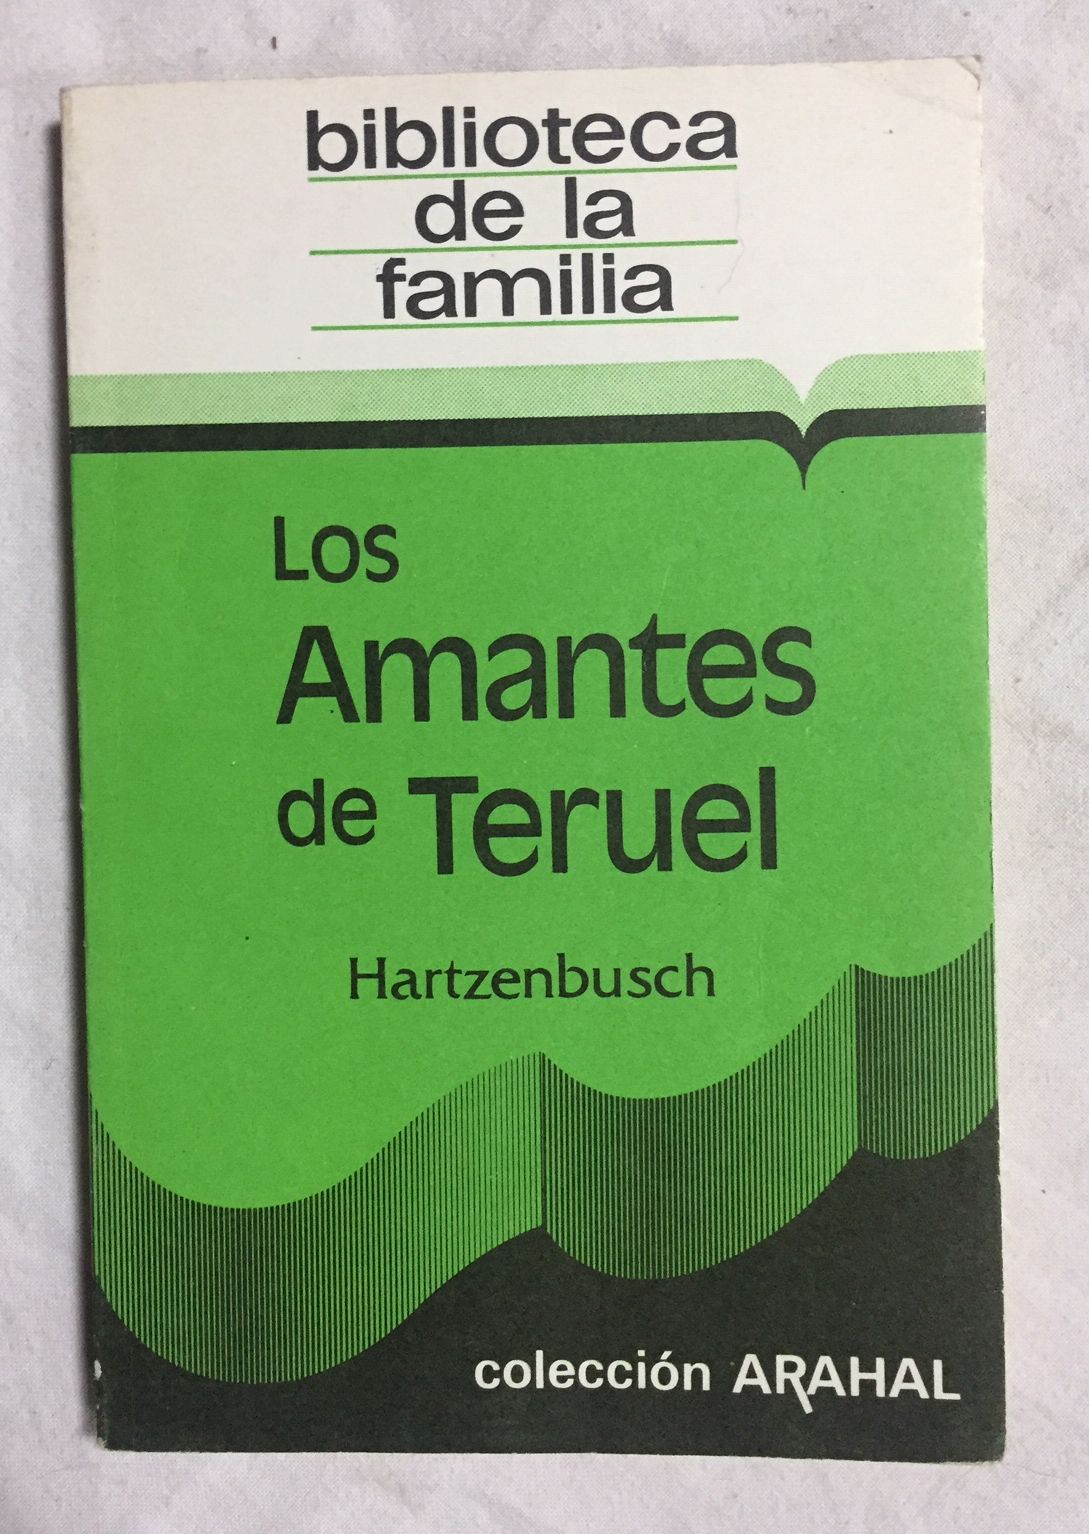 biblioteca
de la
familia
Los
Amantes
de Teruel
Hartzenbusch
colección ARAHAL